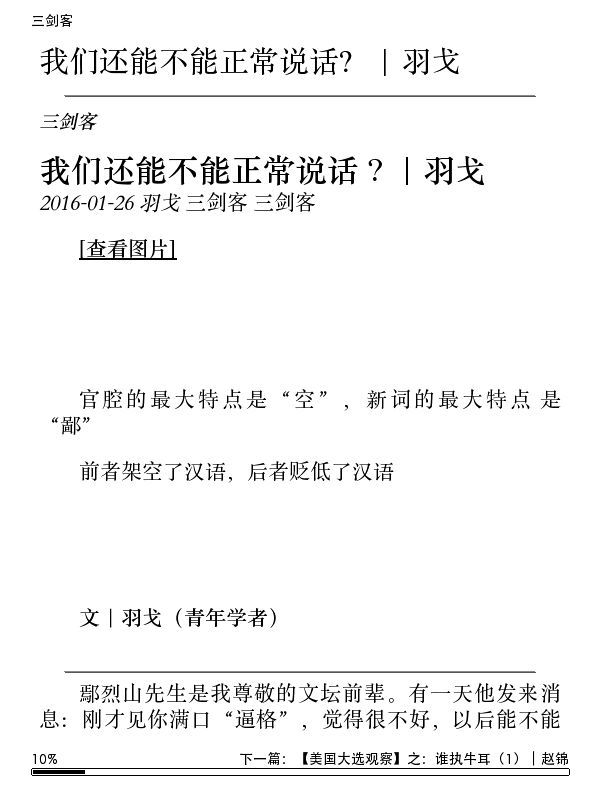 三剑客
我们还能不能正常说话？ | 羽戈
三剑客
我们还能不能正常说话？| 羽戈
2016-01-26 羽戈 三剑客 三剑客
[查看图片]
官腔的最大特点是“空”，新词的最大特点 是
“鄙”
前者架空了汉语，后者贬低了汉语
文 | 羽戈（青年学者）
鄢烈山先生是我尊敬的文坛前辈。有一天他发来消
息：刚才见你满口“逼格”，觉得很不好，以后能不能
10%
下一篇：【美国大选观察】之：谁执牛耳（1） | 赵锦